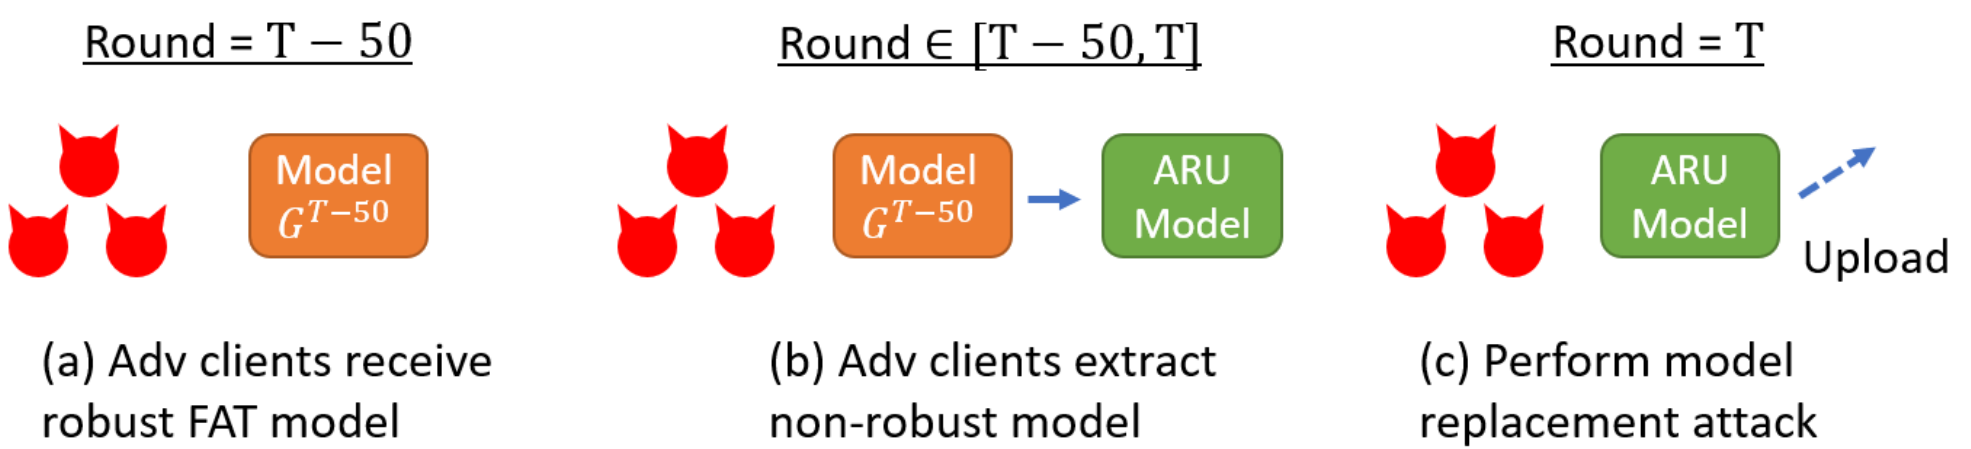 Round = T − 50
Model
G^{T−50}
(a) Adv clients receive
robust FAT model
Round ∈ [T − 50, T]
Model
G^{T−50}
ARU
Model
(b) Adv clients extract
non-robust model
Round = T
ARU
Model
Upload
(c) Perform model
replacement attack